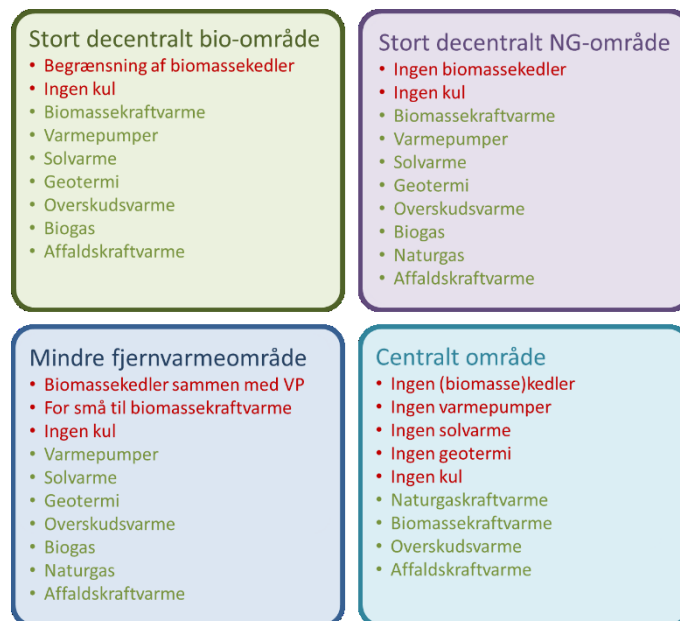 Stort decentralt bio-område
• Begrænsning af biomassekedler
• Ingen kul
• Biomassekraftvarme
• Varmepumper
• Solvarme
• Geotermi
• Overskudsvarme
• Biogas
• Affaldskraftvarme
Stort decentralt NG-område
• Ingen biomassekedler
• Ingen kul
• Biomassekraftvarme
• Varmepumper
• Solvarme
• Geotermi
• Overskudsvarme
• Biogas
• Naturgas
• Affaldskraftvarme
Mindre fjernvarmeområde
• Biomassekedler sammen med VP
• For små til biomassekraftvarme
• Ingen kul
• Varmepumper
• Solvarme
• Geotermi
• Overskudsvarme
• Biogas
• Naturgas
• Affaldskraftvarme
Centralt område
• Ingen (biomasse)kedler
• Ingen varmepumper
• Ingen solvarme
• Ingen geotermi
• Ingen kul
• Naturgaskraftvarme
• Biomassekraftvarme
• Overskudsvarme
• Affaldskraftvarme